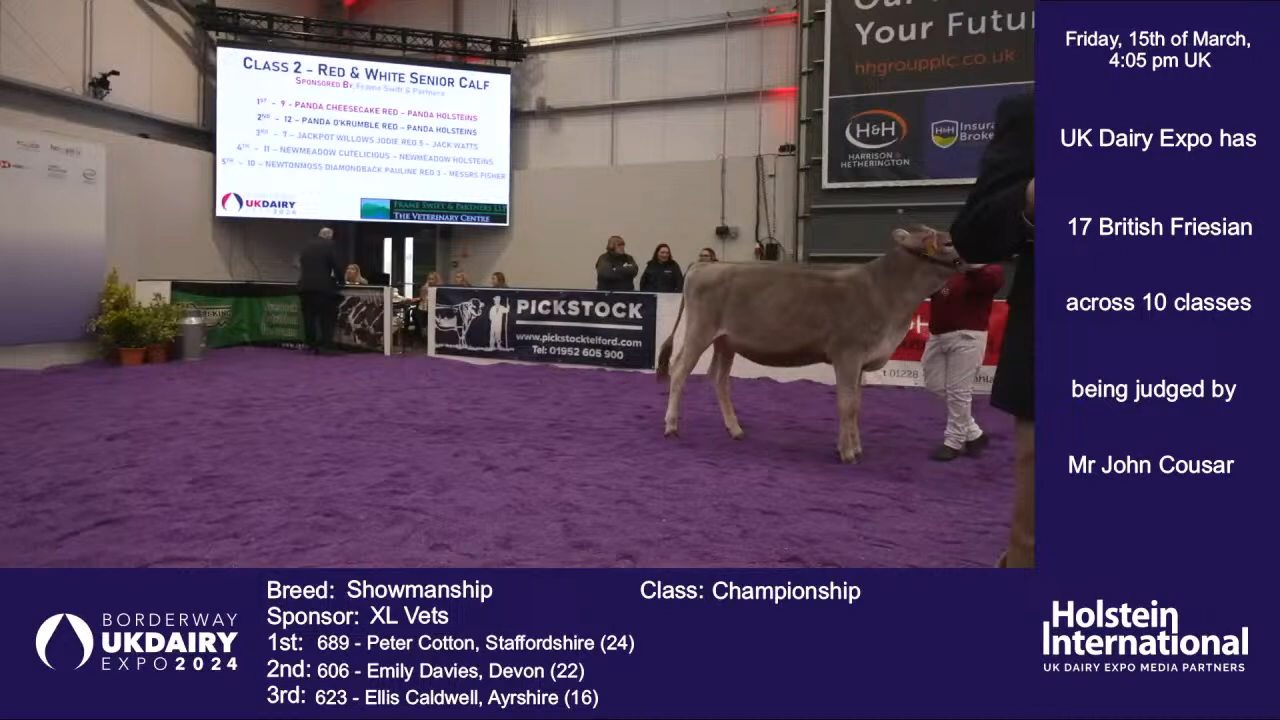 CLASS 2 – RED & WHITE SENIOR CALF
SPONSORED BY Frame Swift & Partners
1ST – 9 – PANDA CHEESECAKE RED – PANDA HOLSTEINS
2ND – 12 – PANDA O'KRUMBLE RED – PANDA HOLSTEINS
3RD – 7 – JACKPOT WILLOWS JODIE RED 5 – JACK WATTS
4TH – 11 – NEWMEADOW CUTELICIOUS – NEWMEADOW HOLSTEINS
5TH – 10 – NEWTONMOSS DIAMONDBACK PAULINE RED 3 – MESSRS FISHER
UKDAIRY
FRAME SWIFT & PARTNERS LLP
THE VETERINARY CENTRE
Your Futu
hhgroupplc.co.uk
H&H
HARRISON &
HETHERINGTON
H&H
Insura
Broke
PICKSTOCK
www.pickstocktelford.com
Tel: 01952 605 900
t 01228
Friday, 15th of March,
4:05 pm UK
UK Dairy Expo has
17 British Friesian
across 10 classes
being judged by
Mr John Cousar
BORDERWAY
UKDAIRY
EXPO 2024
Breed: Showmanship
Class: Championship
Sponsor: XL Vets
1st: 689 - Peter Cotton, Staffordshire (24)
2nd: 606 - Emily Davies, Devon (22)
3rd: 623 - Ellis Caldwell, Ayrshire (16)
Holstein
International
UK DAIRY EXPO MEDIA PARTNERS